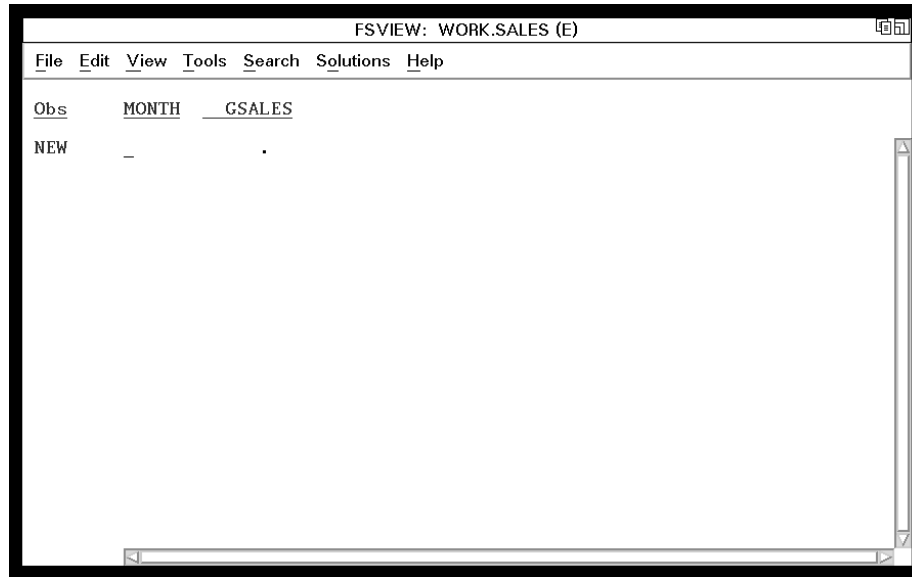 FSVIEW: WORK.SALES (E)
File Edit View Tools Search Solutions Help
Obs MONTH GSALES
NEW _ .